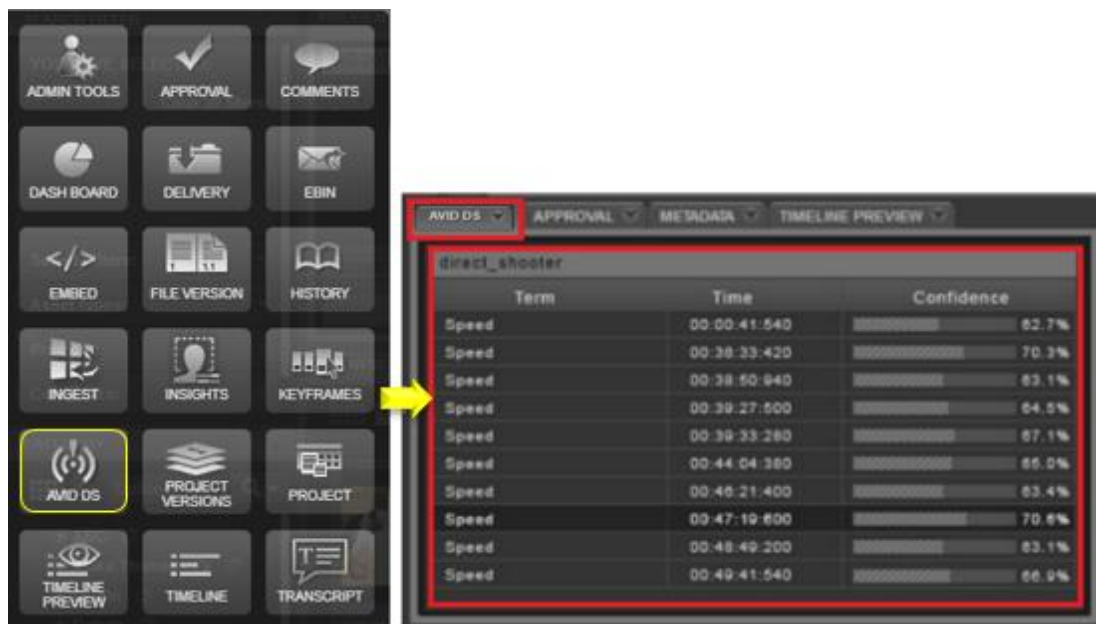 ADMIN TOOLS
APPROVAL
COMMENTS
DASH BOARD
DELIVERY
EBIN
</>
EMBED
FILE VERSION
HISTORY
INGEST
INSIGHTS
KEYFRAMES
AVID DS
PROJECT
VERSIONS
PROJECT
TIMELINE
PREVIEW
TIMELINE
TRANSCRIPT
AVID DS APPROVAL METADATA TIMELINE PREVIEW
direct_shooter
Term Time Confidence
Speed 00:00:41:540 62.7%
Speed 00:38:33:420 70.3%
Speed 00:38:50:940 63.1%
Speed 00:39:27:500 64.5%
Speed 00:39:33:260 67.1%
Speed 00:44:04:380 65.0%
Speed 00:46:21:400 63.4%
Speed 00:47:19:600 70.6%
Speed 00:48:49:200 63.1%
Speed 00:49:41:540 66.9%